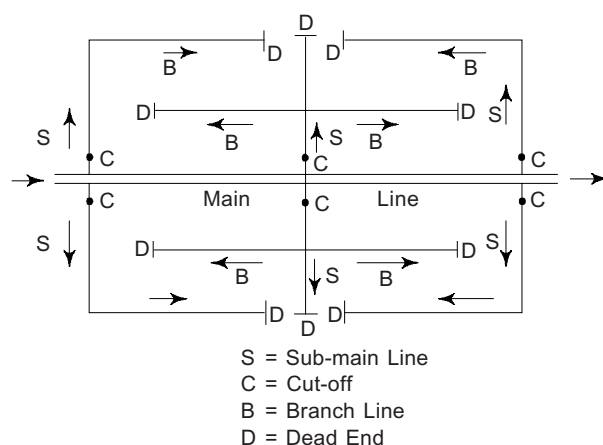 D
D D
B B
D D
S B S B S
C C C
Main Line
C C C
S D D S
B S B
D D D
S = Sub-main Line
C = Cut-off
B = Branch Line
D = Dead End